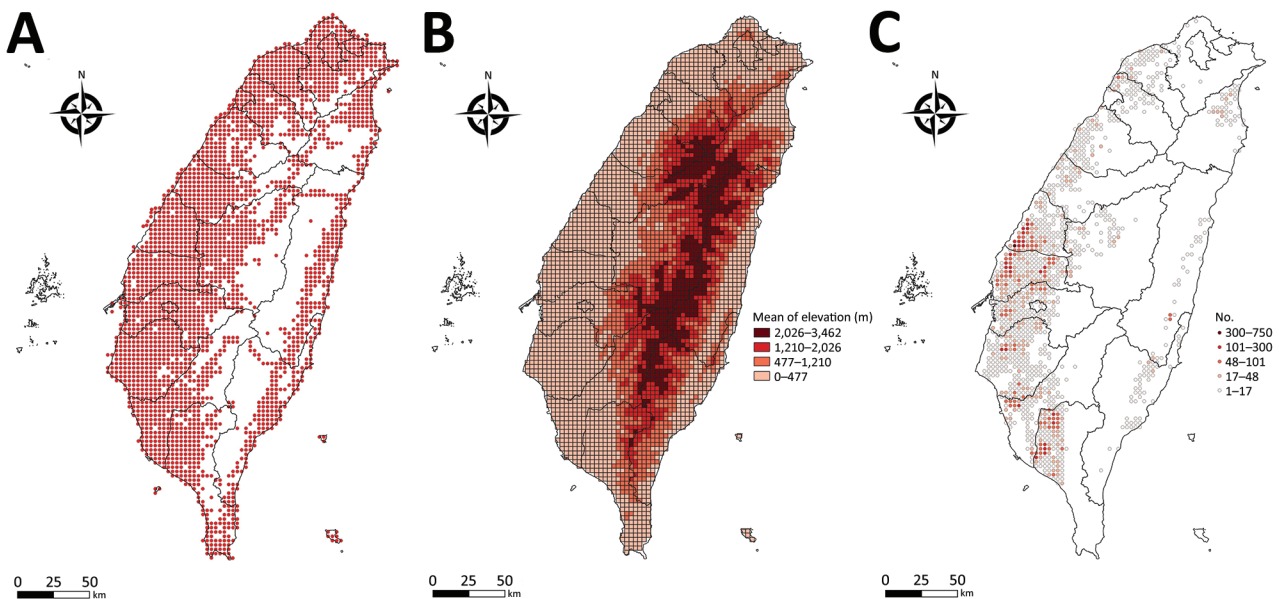 A
B
C
N
N
N
Mean of elevation (m)
2,026–3,462
1,210–2,026
477–1,210
0–477
No.
300–750
101–300
48–101
17–48
1–17
0 25 50
km
0 25 50
km
0 25 50
km